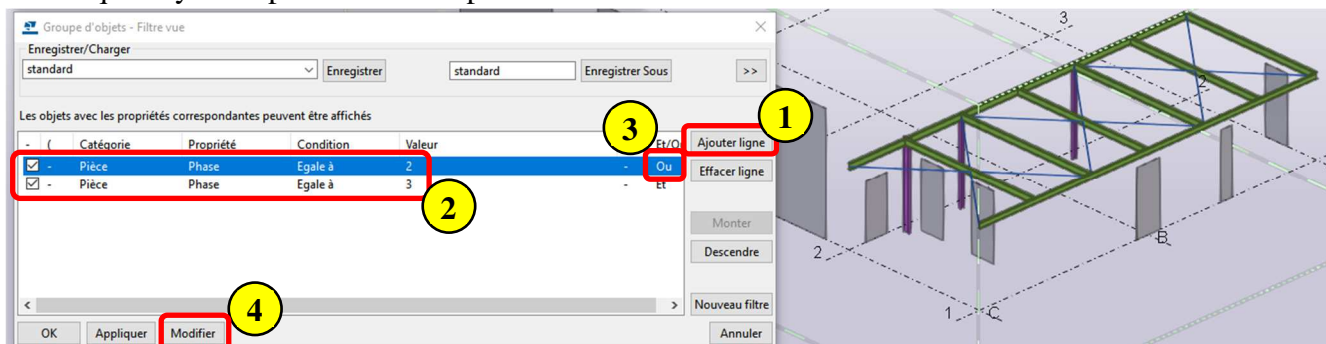 Groupe d'objets - Filtre vue
Enregistrer/Charger
standard Enregistrer standard Enregistrer Sous >>
Les objets avec les propriétés correspondantes peuvent être affichés
- ( Catégorie Propriété Condition Valeur Et/O
- Pièce Phase Egale à 2 - Ou
- Pièce Phase Egale à 3 - Et
Ajouter ligne
Effacer ligne
Monter
Descendre
Nouveau filtre
OK Appliquer Modifier Annuler
1
2
3
4
3
2
2
B
1
C